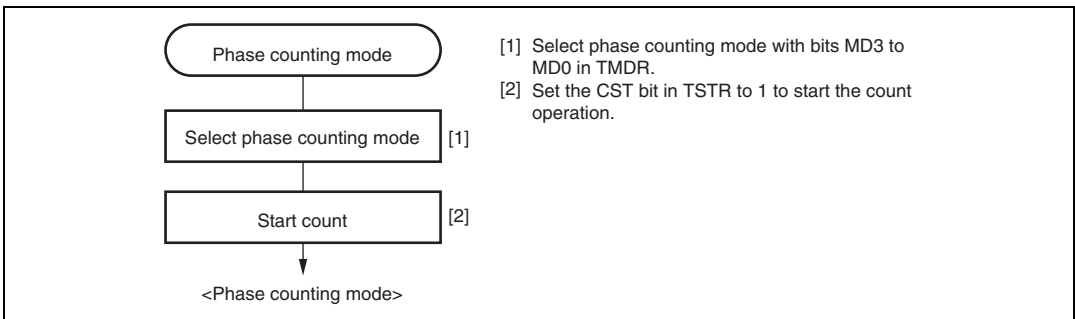 Phase counting mode
Select phase counting mode
[1]
Start count
[2]
<Phase counting mode>
[1] Select phase counting mode with bits MD3 to
MD0 in TMDR.
[2] Set the CST bit in TSTR to 1 to start the count
operation.